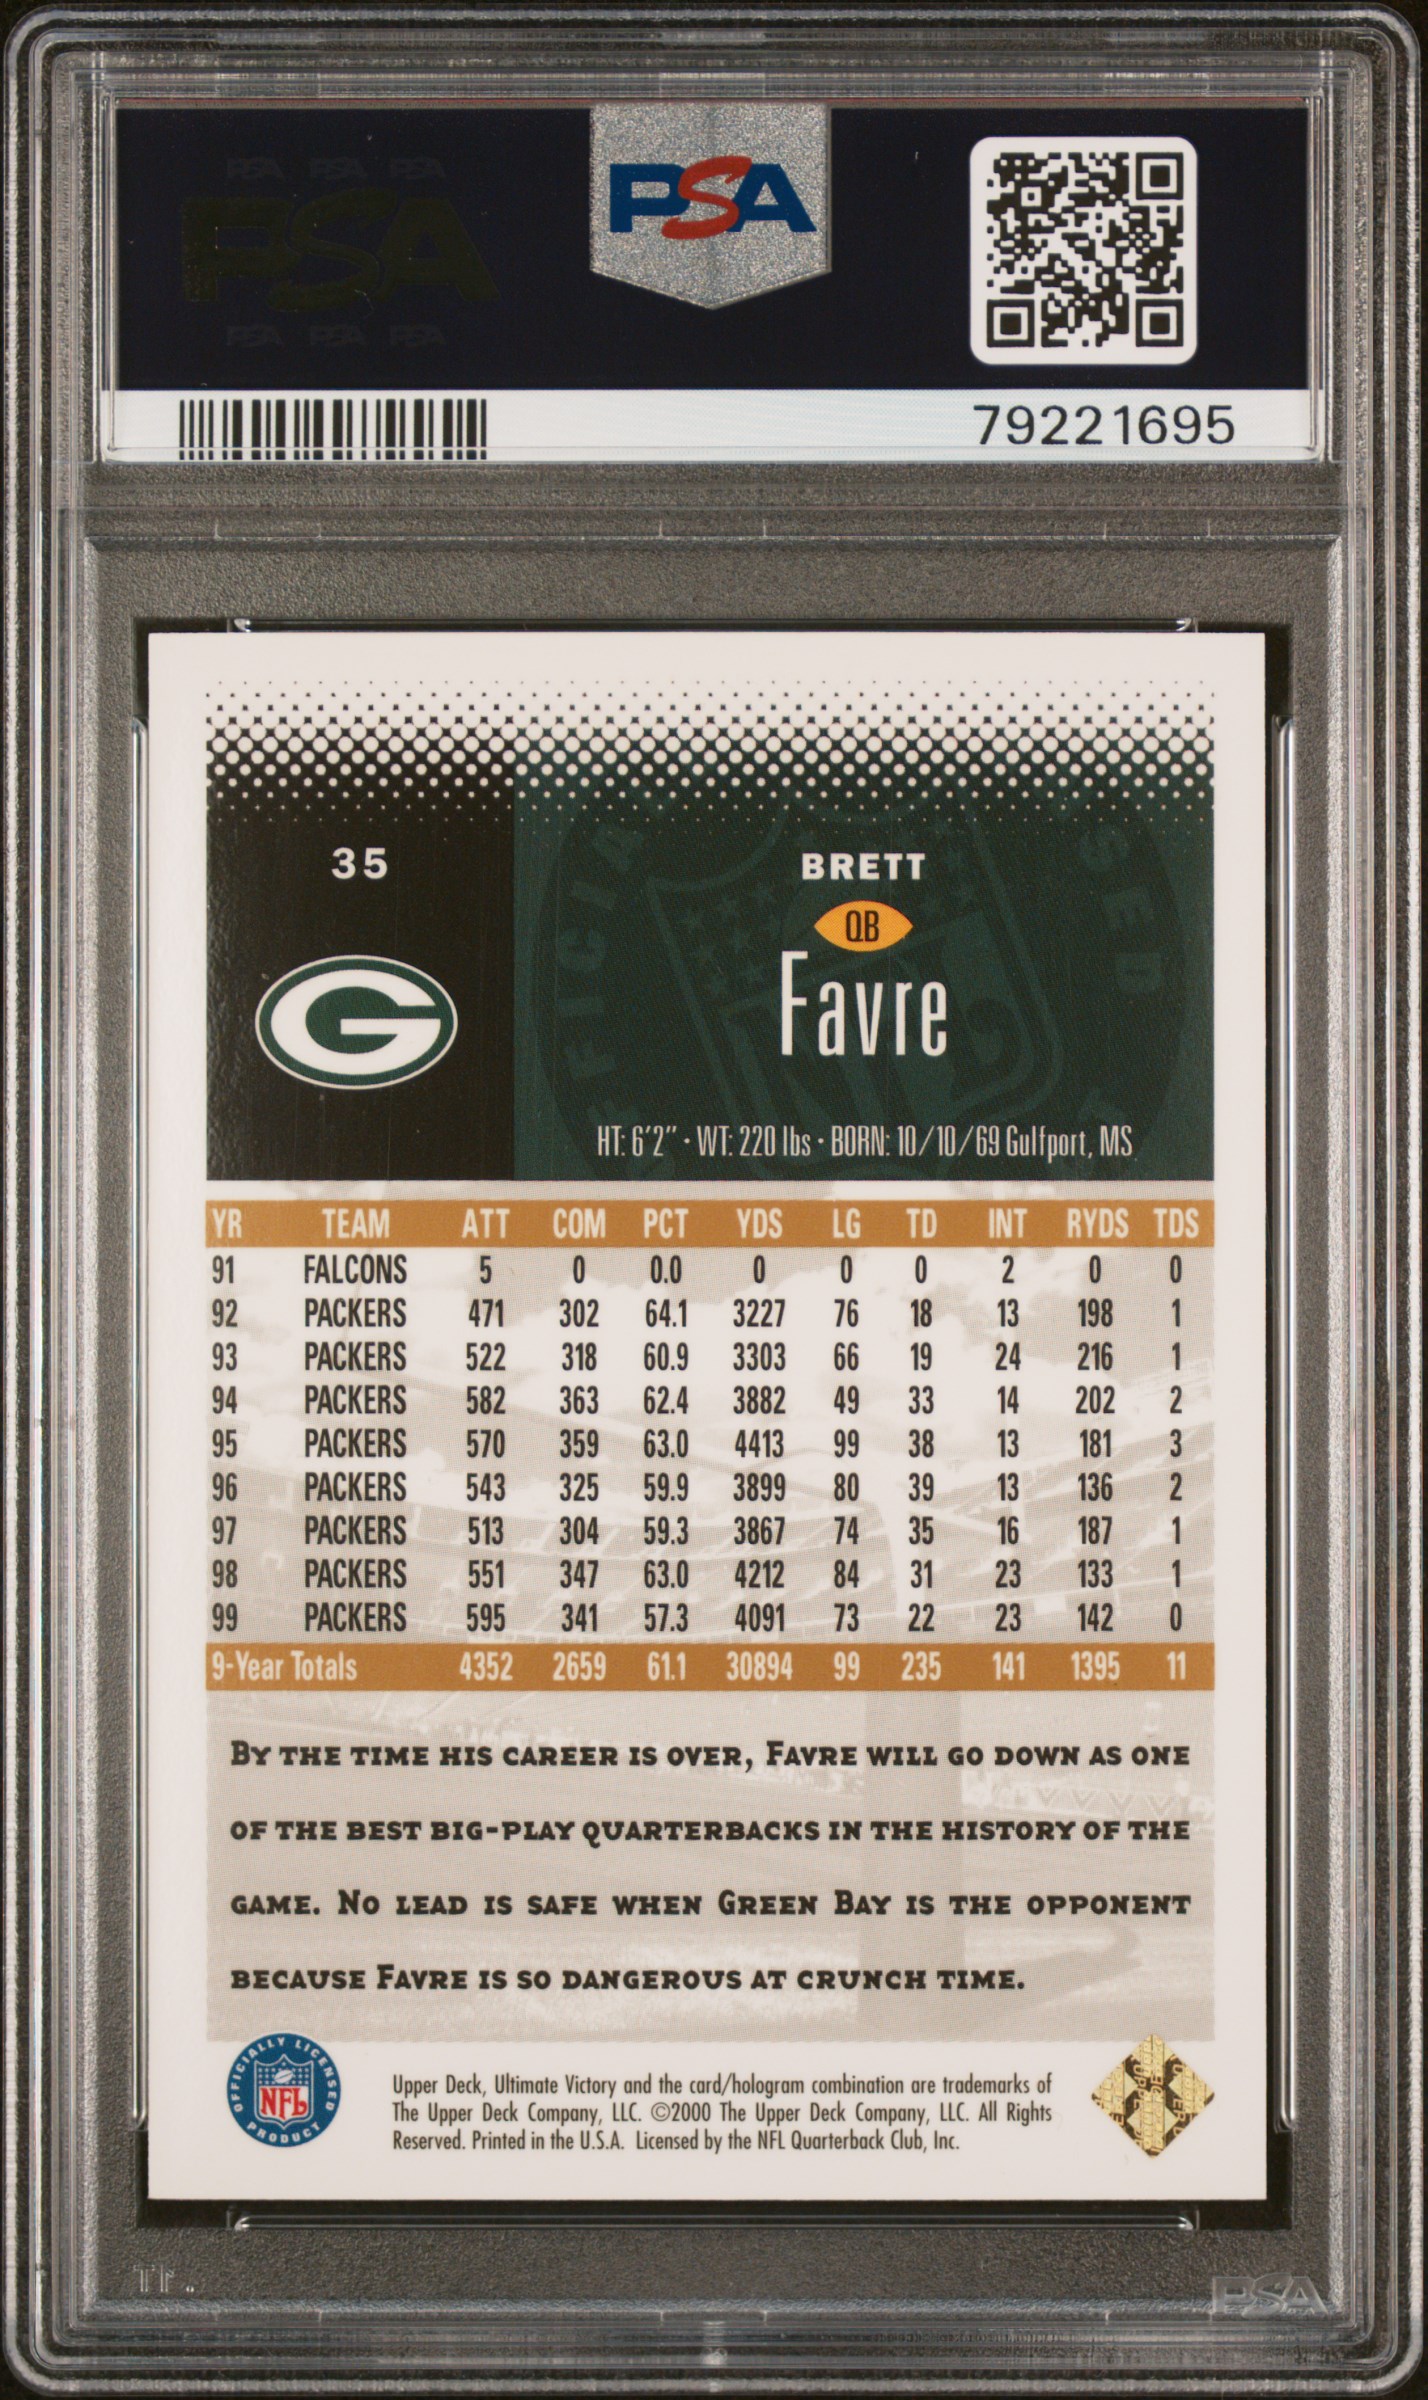 PSA PSA PSA
PSA
PSA PSA PSA
PSA
79221695
35
BRETT
QB
Favre
HT: 6'2" · WT: 220 lbs · BORN: 10/10/69 Gulfport, MS
YR TEAM ATT COM PCT YDS LG TD INT RYDS TDS
91 FALCONS 5 0 0.0 0 0 0 2 0 0
92 PACKERS 471 302 64.1 3227 76 18 13 198 1
93 PACKERS 522 318 60.9 3303 66 19 24 216 1
94 PACKERS 582 363 62.4 3882 49 33 14 202 2
95 PACKERS 570 359 63.0 4413 99 38 13 181 3
96 PACKERS 543 325 59.9 3899 80 39 13 136 2
97 PACKERS 513 304 59.3 3867 74 35 16 187 1
98 PACKERS 551 347 63.0 4212 84 31 23 133 1
99 PACKERS 595 341 57.3 4091 73 22 23 142 0
9-Year Totals 4352 2659 61.1 30894 99 235 141 1395 11
BY THE TIME HIS CAREER IS OVER, FAVRE WILL GO DOWN AS ONE
OF THE BEST BIG-PLAY QUARTERBACKS IN THE HISTORY OF THE
GAME. NO LEAD IS SAFE WHEN GREEN BAY IS THE OPPONENT
BECAUSE FAVRE IS SO DANGEROUS AT CRUNCH TIME.
OFFICIALLY LICENSED
NFL
PRODUCT
Upper Deck, Ultimate Victory and the card/hologram combination are trademarks of
The Upper Deck Company, LLC. ©2000 The Upper Deck Company, LLC. All Rights
Reserved. Printed in the U.S.A. Licensed by the NFL Quarterback Club, Inc.
PSA